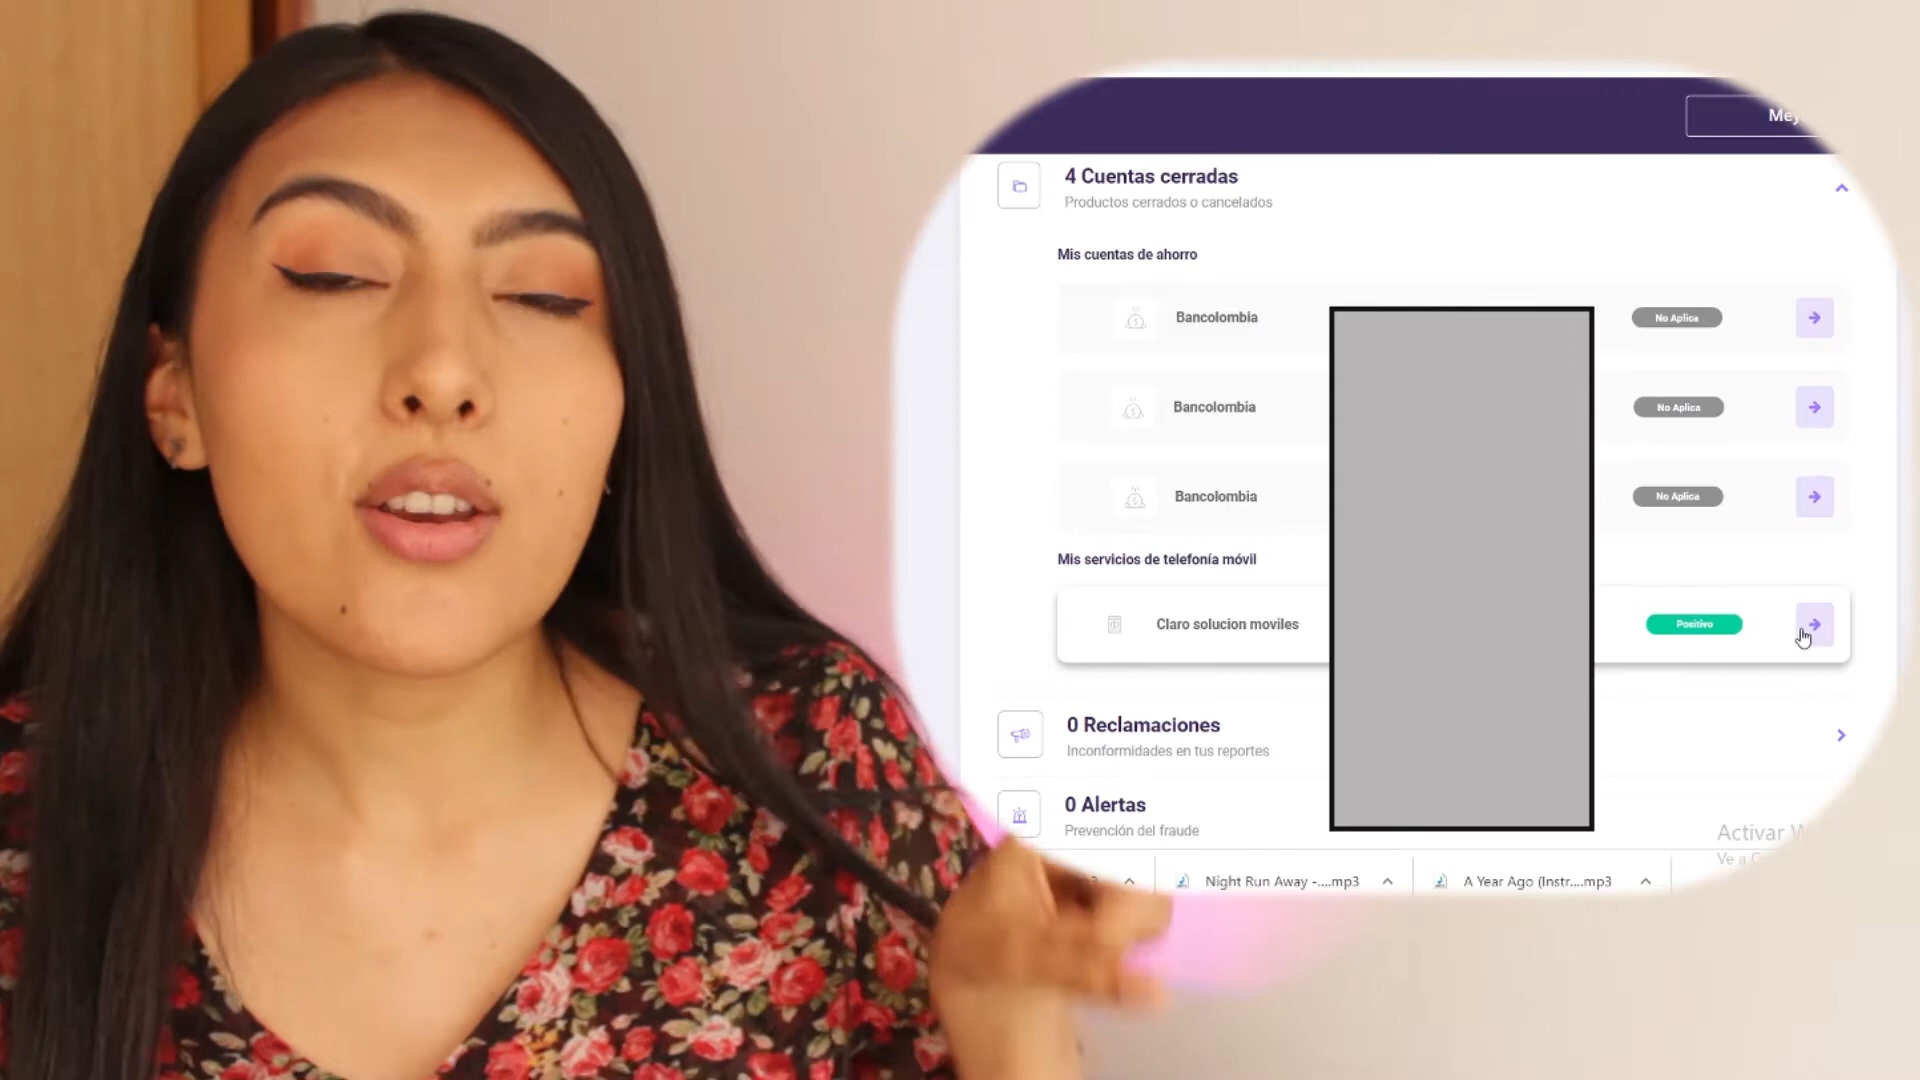 Mey
4 Cuentas cerradas
Productos cerrados o cancelados
Mis cuentas de ahorro
Bancolombia
No Aplica
Bancolombia
No Aplica
Bancolombia
No Aplica
Mis servicios de telefonía móvil
Claro solucion moviles
Positivo
0 Reclamaciones
Inconformidades en tus reportes
0 Alertas
Prevención del fraude
Activar W
Ve a C
Night Run Away -....mp3
A Year Ago (Instr....mp3